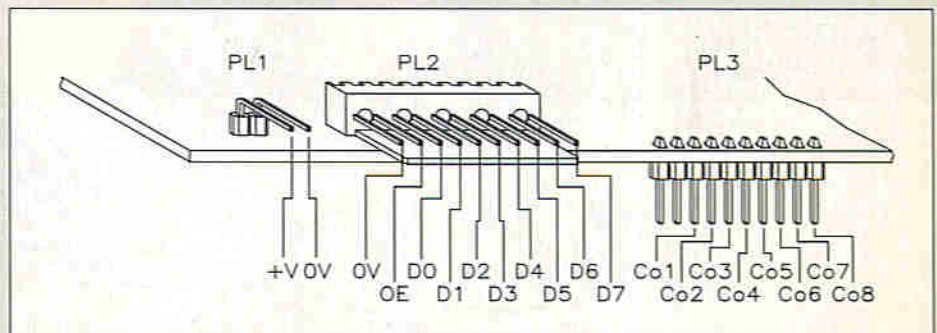 PL1 PL2 PL3
+V 0V 0V D0 D2 D4 D6 Co1 Co3 Co5 Co7
OE D1 D3 D5 D7 Co2 Co4 Co6 Co8